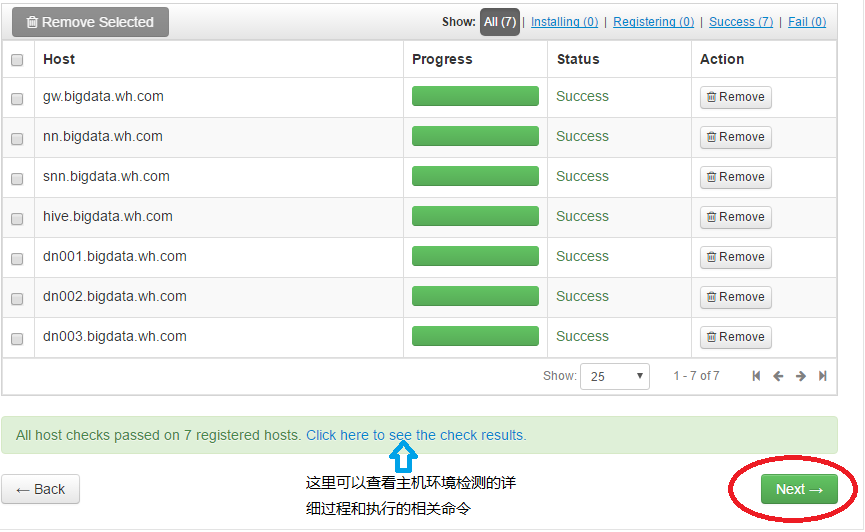 Remove Selected Show: All (7) | Installing (0) | Registering (0) | Success (7) | Fail (0)
Host Progress Status Action
gw.bigdata.wh.com Success Remove
nn.bigdata.wh.com Success Remove
snn.bigdata.wh.com Success Remove
hive.bigdata.wh.com Success Remove
dn001.bigdata.wh.com Success Remove
dn002.bigdata.wh.com Success Remove
dn003.bigdata.wh.com Success Remove
Show: 25 1 - 7 of 7
All host checks passed on 7 registered hosts. Click here to see the check results.
← Back
这里可以查看主机环境检测的详
细过程和执行的相关命令
Next →